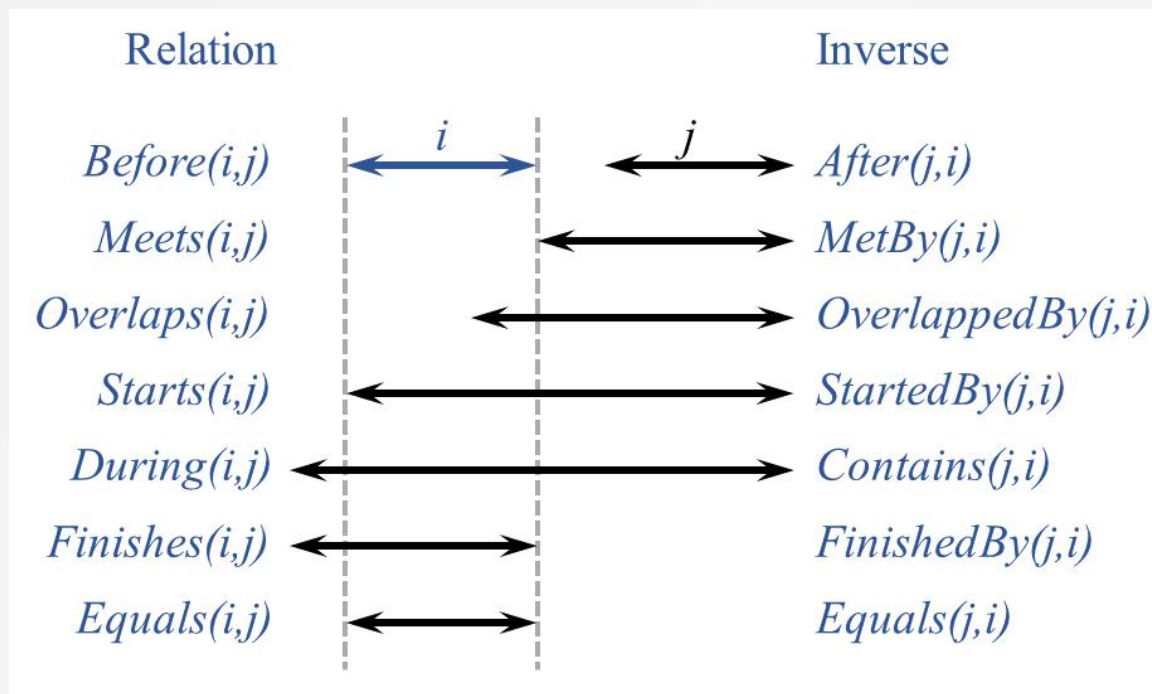 Relation Inverse
Before(i,j) i j After(j,i)
Meets(i,j) MetBy(j,i)
Overlaps(i,j) OverlappedBy(j,i)
Starts(i,j) StartedBy(j,i)
During(i,j) Contains(j,i)
Finishes(i,j) FinishedBy(j,i)
Equals(i,j) Equals(j,i)